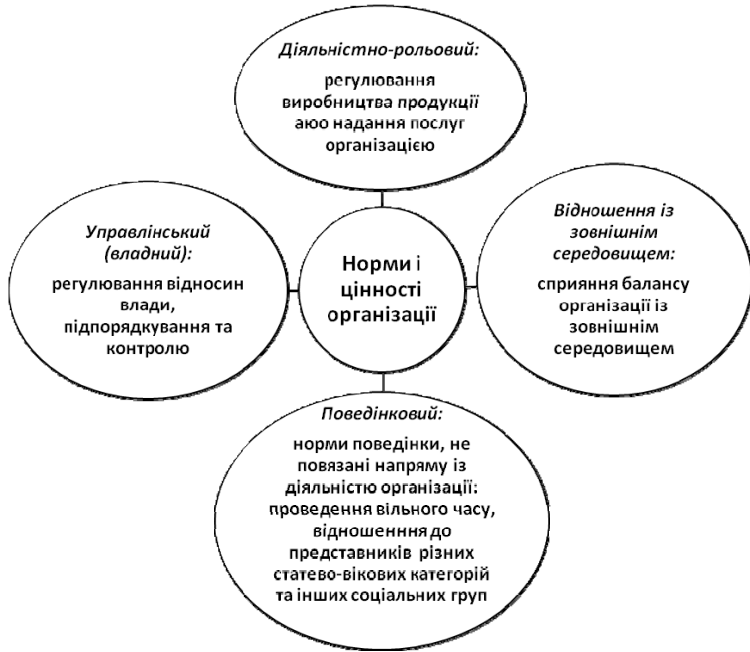 Діяльністно-рольовий:
регулювання
виробництва продукції
аюо надання послуг
організацією
Управлінський
(владний):
регулювання відносин
влади,
підпорядкування та
контролю
Норми і
цінності
організації
Відношення із
зовнішнім
середовищем:
сприяння балансу
організації із
зовнішнім
середовищем
Поведінковий:
норми поведінки, не
повязані напряму із
діяльністю організації:
проведення вільного часу,
відношенння до
представників різних
статево-вікових категорій
та інших соціальних груп